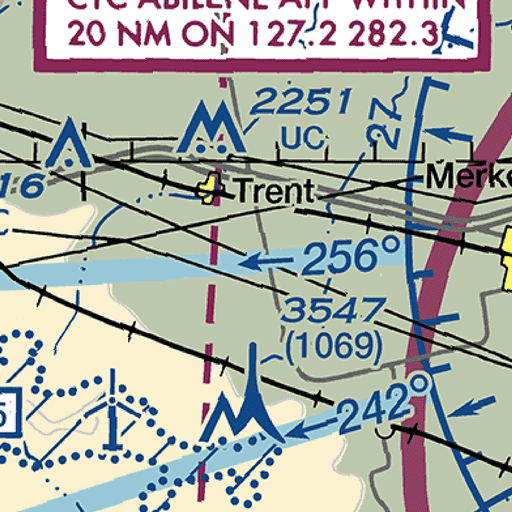 CTC ABILENE APP WITHIN
20 NM ON 127.2 282.3
2251
UC
27
16
C
Trent
Merke
256°
3547
(1069)
242°